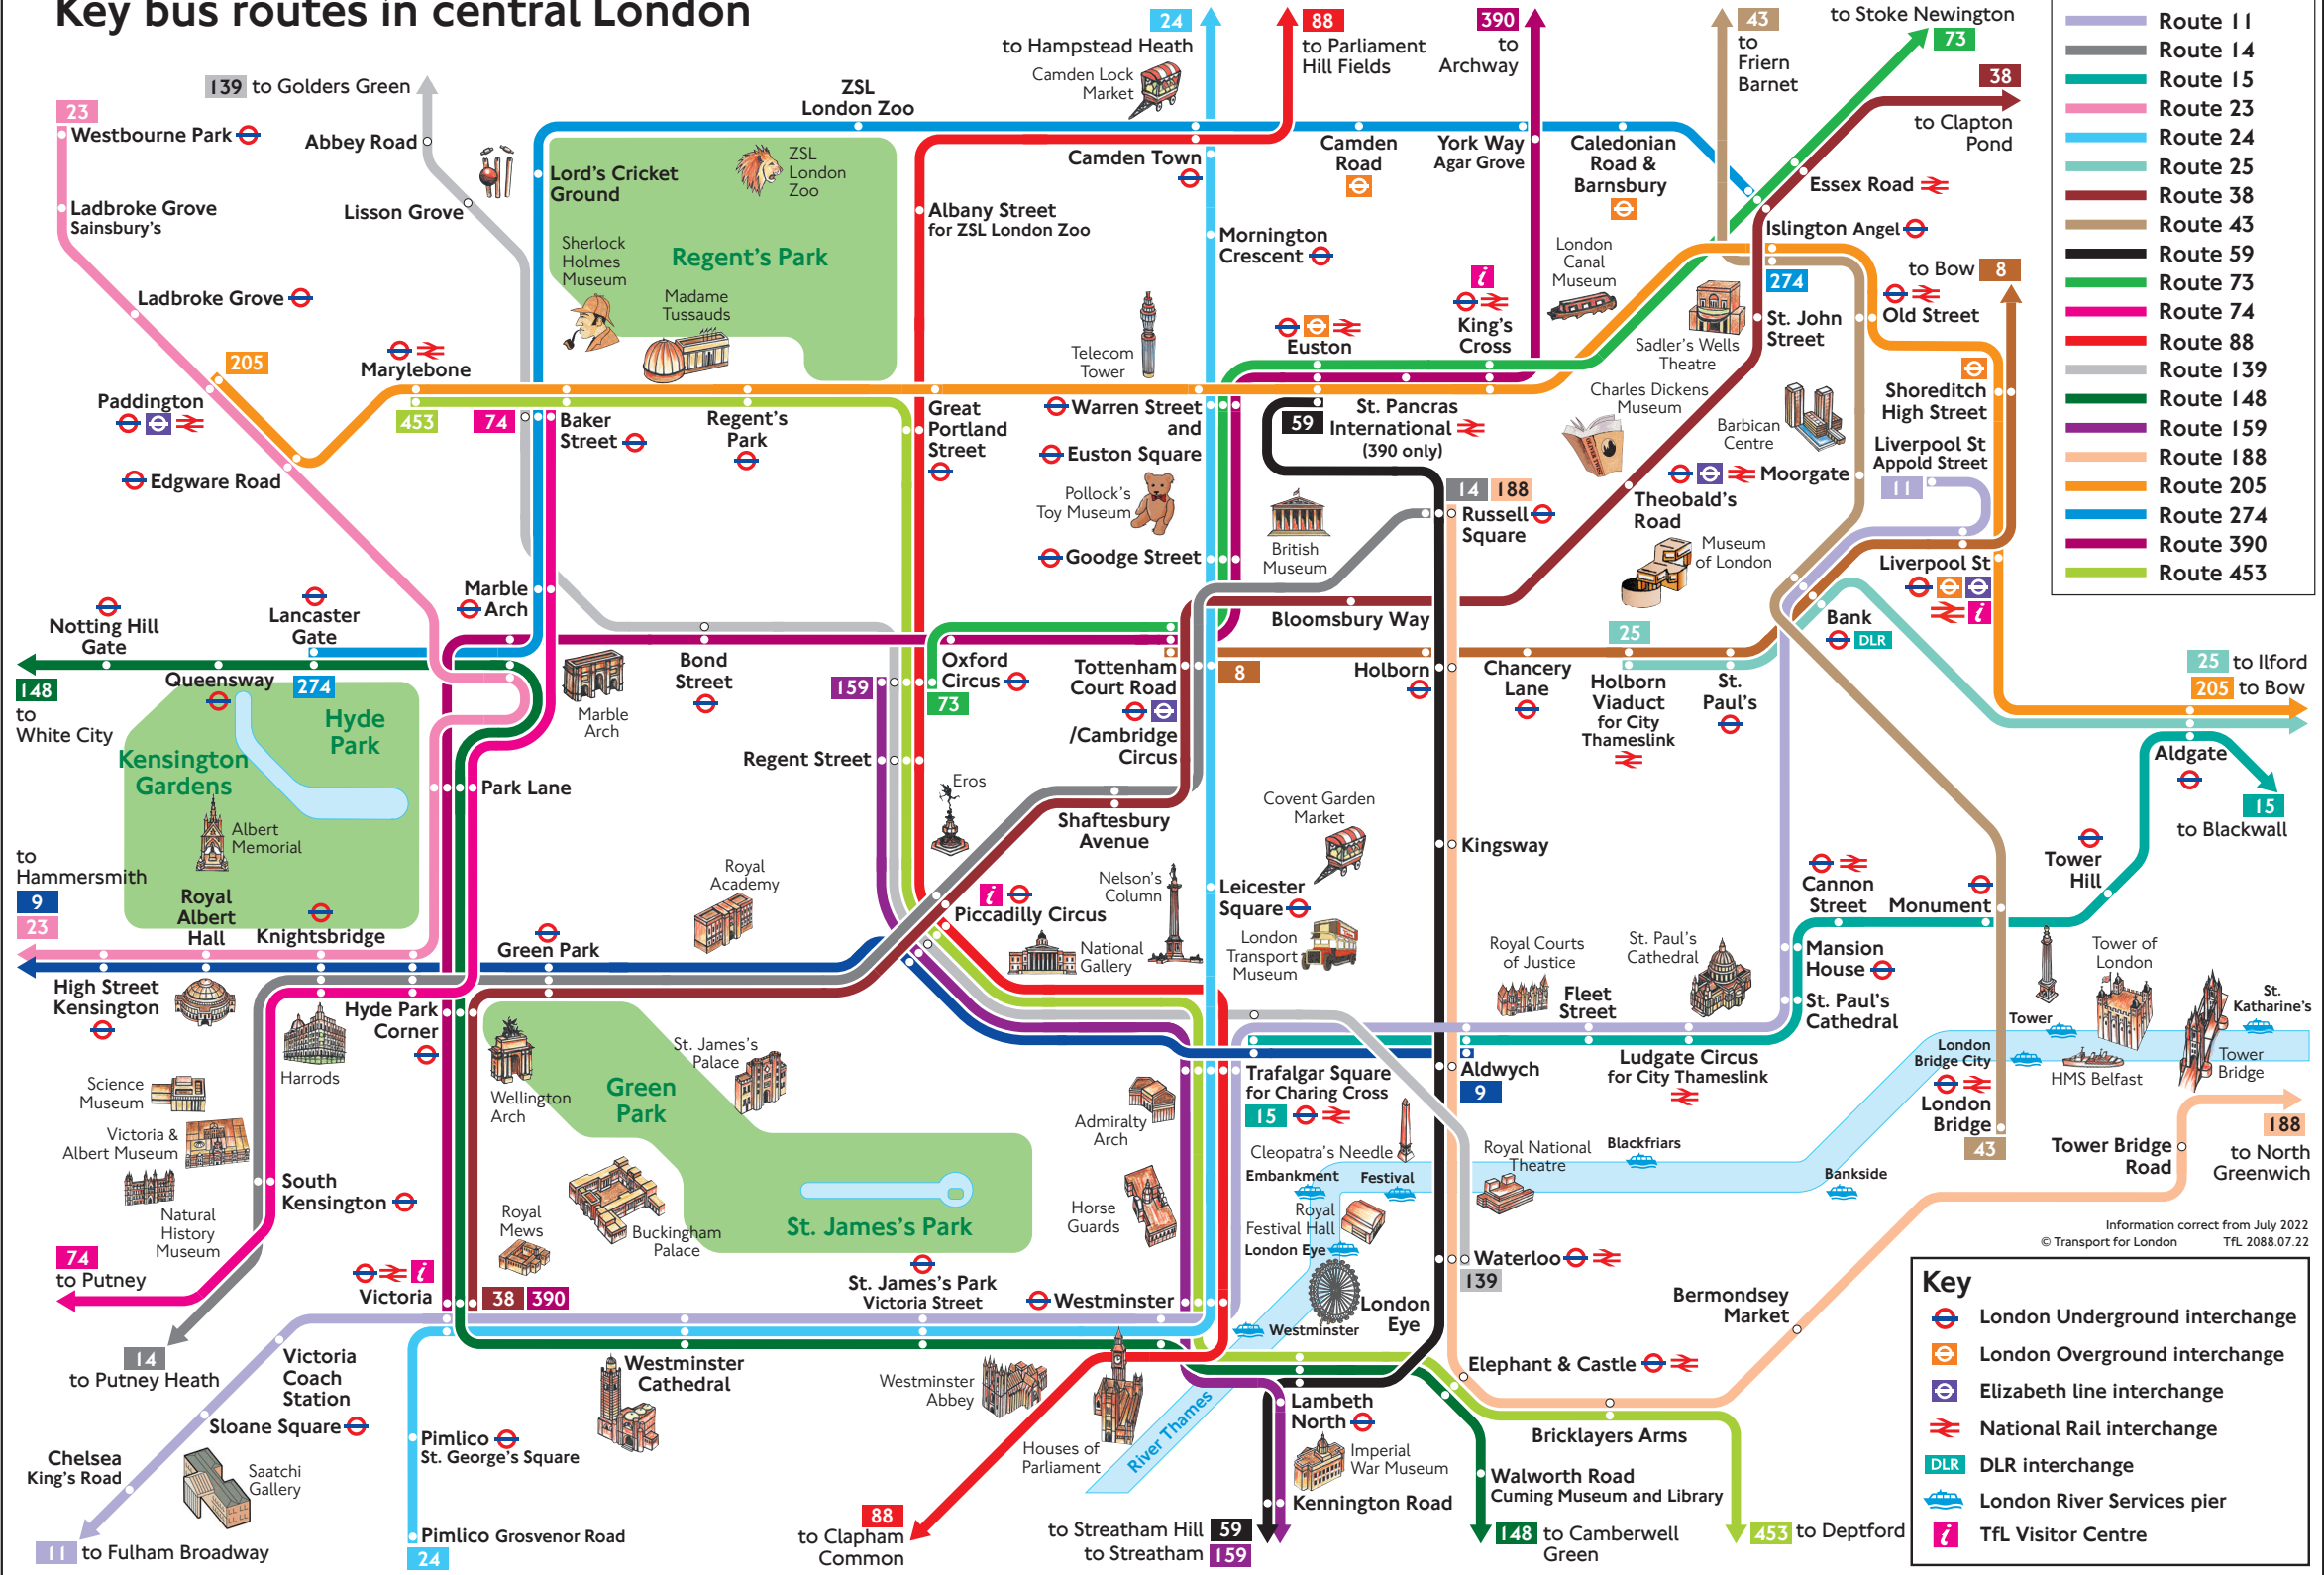 Key bus routes in central London
24
to Hampstead Heath
88
to Parliament
Hill Fields
390
to
Archway
43
to
Friern
Barnet
to Stoke Newington
73
38
to Clapton
Pond
Route 11
Route 14
Route 15
Route 23
Route 24
Route 25
Route 38
Route 43
Route 59
Route 73
Route 74
Route 88
Route 139
Route 148
Route 159
Route 188
Route 205
Route 274
Route 390
Route 453
139 to Golders Green
23
Westbourne Park
Abbey Road
Ladbroke Grove
Sainsbury's
Lisson Grove
Ladbroke Grove
205
Marylebone
Paddington
453
74
Edgware Road
ZSL
London Zoo
Camden Lock
Market
Lord's Cricket
Ground
ZSL
London
Zoo
Sherlock
Holmes
Museum
Regent's Park
Madame
Tussauds
Baker
Street
Regent's
Park
Camden Town
Albany Street
for ZSL London Zoo
Mornington
Crescent
Camden
Road
York Way
Agar Grove
Caledonian
Road &
Barnsbury
Essex Road
Islington Angel
274
to Bow 8
London
Canal
Museum
King's
Cross
Euston
Telecom
Tower
Great
Portland
Street
Warren Street
and
Euston Square
59
St. Pancras
International
(390 only)
Sadler's Wells
Theatre
St. John
Street
Old Street
Charles Dickens
Museum
Barbican
Centre
Shoreditch
High Street
Liverpool St
Appold Street
11
Moorgate
Theobald's
Road
Pollock's
Toy Museum
Goodge Street
British
Museum
14 188
Russell
Square
Museum
of London
Liverpool St
Marble
Arch
Lancaster
Gate
Notting Hill
Gate
148
to
White City
Queensway
274
Bloomsbury Way
25
Bank
DLR
Bond
Street
Marble
Arch
159
Oxford
Circus
73
Tottenham
Court Road
/Cambridge
Circus
8
Holborn
Chancery
Lane
Holborn
Viaduct
for City
Thameslink
St.
Paul's
25 to Ilford
205 to Bow
Aldgate
15
to Blackwall
Hyde
Park
Kensington
Gardens
Albert
Memorial
Park Lane
Regent Street
Eros
Shaftesbury
Avenue
Covent Garden
Market
Kingsway
Tower
Hill
to
Hammersmith
9
23
Royal
Albert
Hall
Knightsbridge
Royal
Academy
Green Park
Piccadilly Circus
Nelson's
Column
National
Gallery
Leicester
Square
London
Transport
Museum
Royal Courts
of Justice
St. Paul's
Cathedral
Cannon
Street
Monument
Mansion
House
Tower of
London
St.
Katharine's
High Street
Kensington
Harrods
Hyde Park
Corner
Science
Museum
Victoria &
Albert Museum
Natural
History
Museum
South
Kensington
Wellington
Arch
St. James's
Palace
Green
Park
Fleet
Street
St. Paul's
Cathedral
Tower
London
Bridge City
HMS Belfast
Tower
Bridge
Trafalgar Square
for Charing Cross
15
Aldwych
9
Ludgate Circus
for City Thameslink
London
Bridge
43
188
to North
Greenwich
Tower Bridge
Road
Admiralty
Arch
Cleopatra's Needle
Embankment
Festival
Royal National
Theatre
Blackfriars
Bankside
Horse
Guards
Royal
Festival Hall
London Eye
Royal
Mews
Buckingham
Palace
St. James's Park
74
to Putney
14
to Putney Heath
Victoria
38 390
St. James's Park
Victoria Street
Westminster
Waterloo
139
London
Eye
Westminster
Bermondsey
Market
Information correct from July 2022
© Transport for London TfL 2088.07.22
Victoria
Coach
Station
Sloane Square
Chelsea
King's Road
Saatchi
Gallery
11 to Fulham Broadway
Pimlico
St. George's Square
Pimlico Grosvenor Road
24
Westminster
Cathedral
Westminster
Abbey
Houses of
Parliament
River Thames
88
to Clapham
Common
Elephant & Castle
Lambeth
North
Imperial
War Museum
Kennington Road
to Streatham Hill 59
to Streatham 159
Bricklayers Arms
Walworth Road
Cuming Museum and Library
148 to Camberwell
Green
453 to Deptford
Key
London Underground interchange
London Overground interchange
Elizabeth line interchange
National Rail interchange
DLR DLR interchange
London River Services pier
TfL Visitor Centre